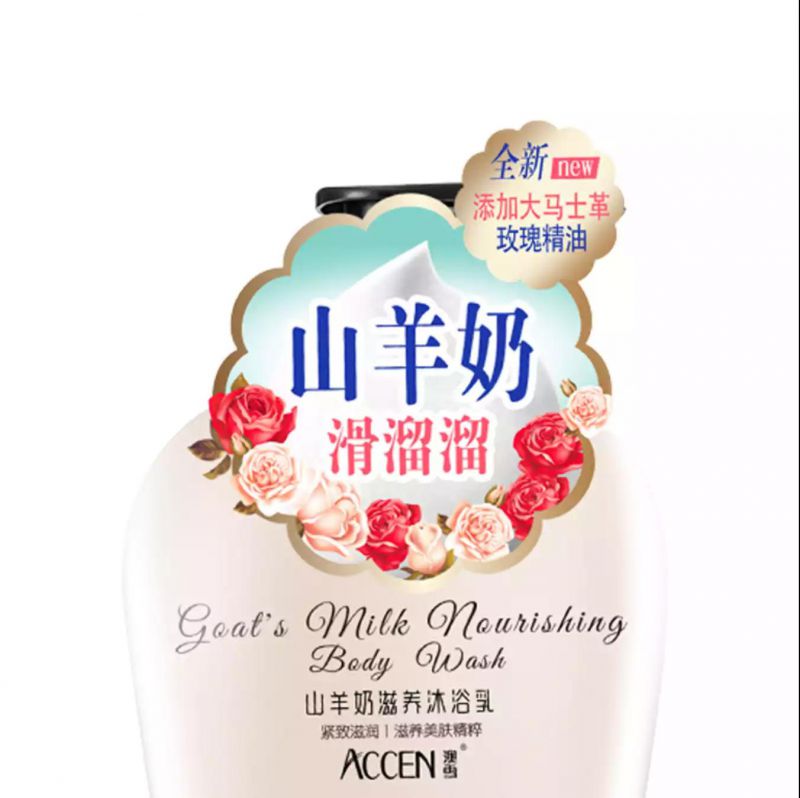 全新 new
添加大马士革
玫瑰精油
山羊奶
滑溜溜
Goat's Milk Nourishing
Body Wash
山羊奶滋养沐浴乳
紧致滋润 | 滋养美肤精粹
ACCEN 澳雪®